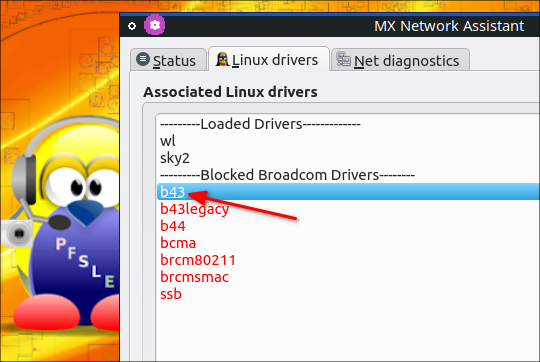 MX Network Assistant
Status
Linux drivers
Net diagnostics
Associated Linux drivers
---------Loaded Drivers-------------
wl
sky2
---------Blocked Broadcom Drivers--------
b43
b43legacy
b44
bcma
brcm80211
brcmsmac
ssb
PFSLE